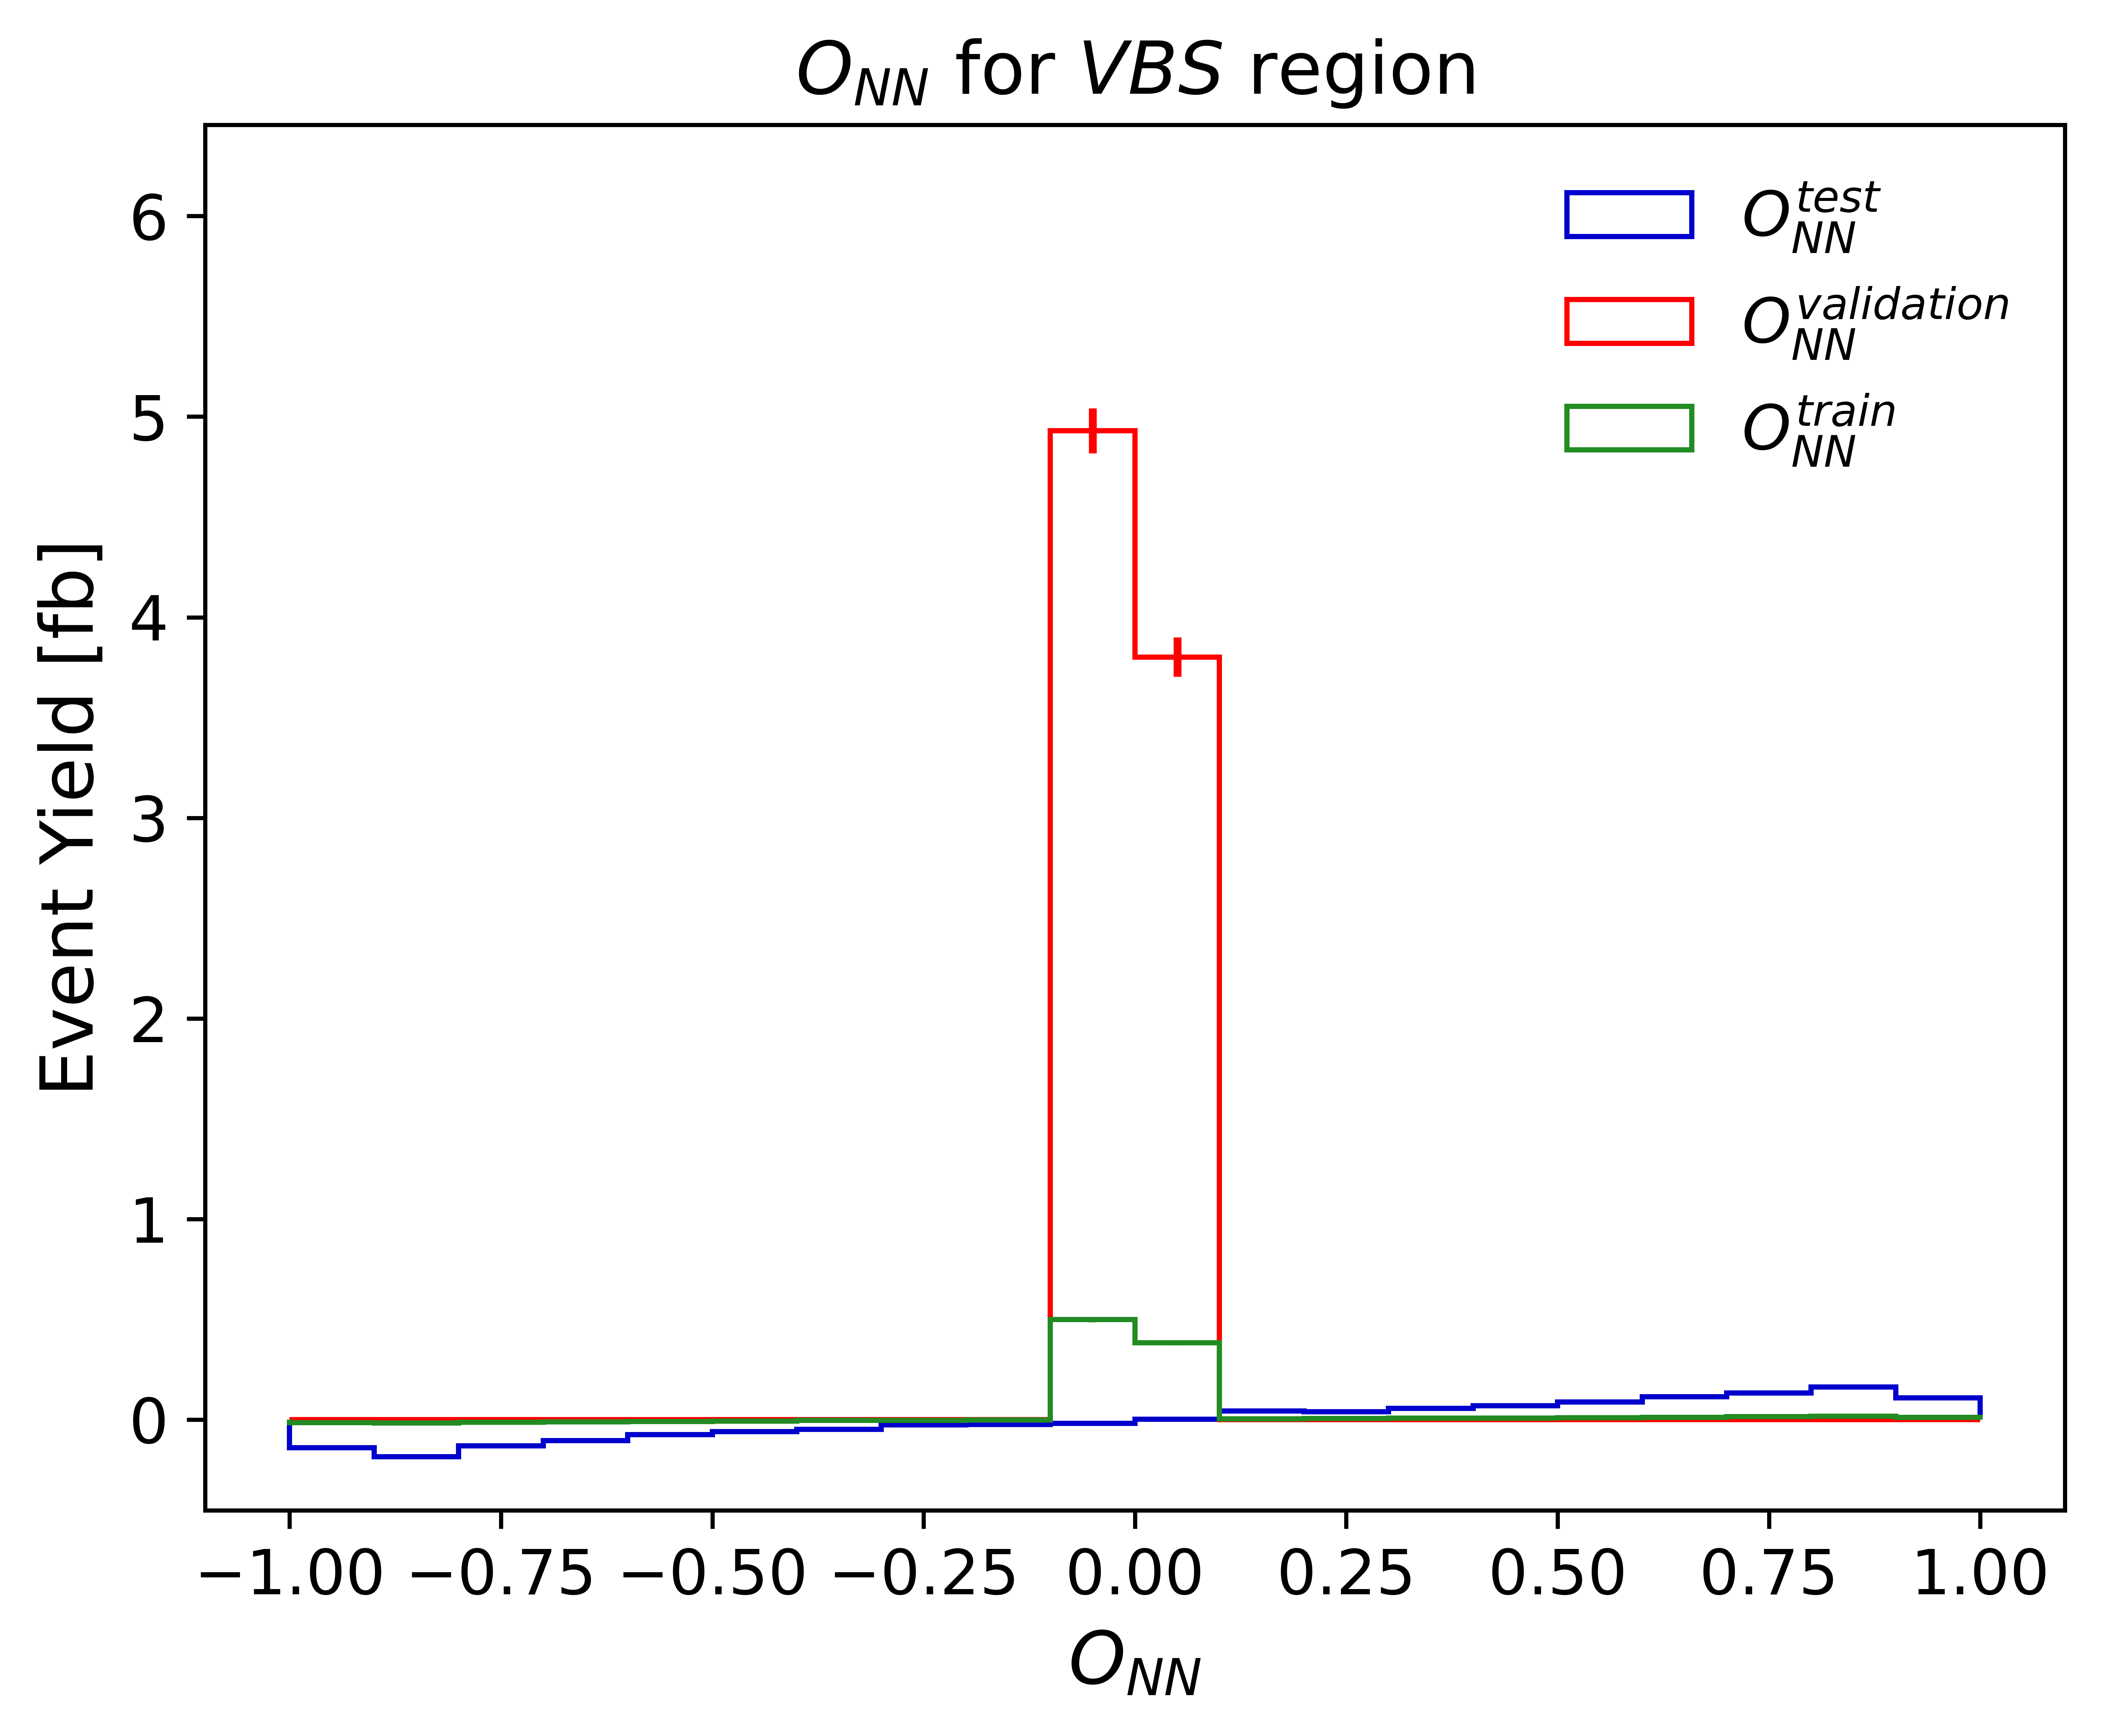 O_NN for VBS region
Event Yield [fb]
6
5
4
3
2
1
0
O_NN^test
O_NN^validation
O_NN^train
−1.00 −0.75 −0.50 −0.25 0.00 0.25 0.50 0.75 1.00
O_NN